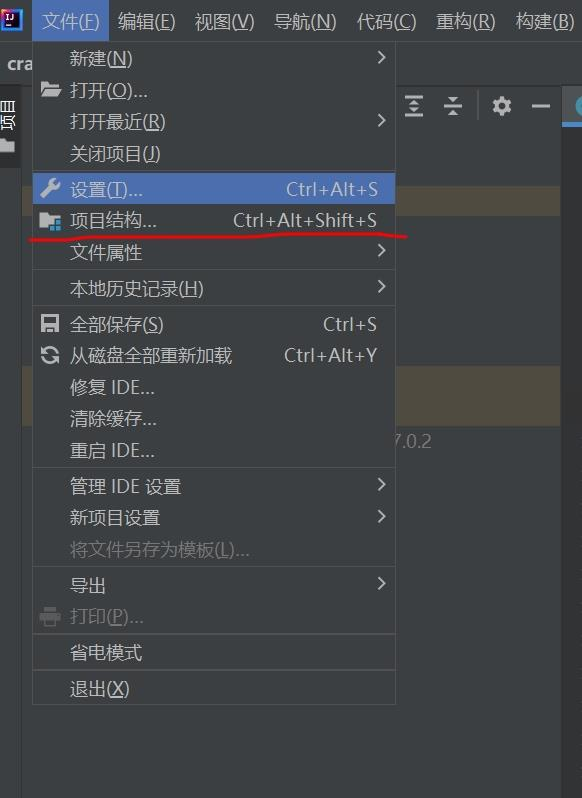 文件(F) 编辑(E) 视图(V) 导航(N) 代码(C) 重构(R) 构建(B)
cra
项目
新建(N)
打开(O)...
打开最近(R)
关闭项目(J)
设置(T)... Ctrl+Alt+S
项目结构... Ctrl+Alt+Shift+S
文件属性
本地历史记录(H)
全部保存(S) Ctrl+S
从磁盘全部重新加载 Ctrl+Alt+Y
修复 IDE...
清除缓存...
7.0.2
重启 IDE...
管理 IDE 设置
新项目设置
将文件另存为模板(L)...
导出
打印(P)...
省电模式
退出(X)